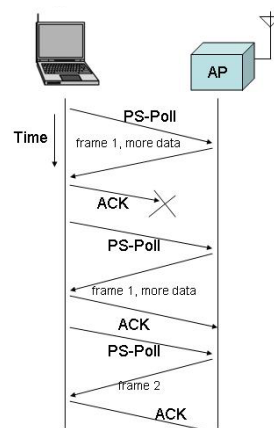 AP
PS-Poll
Time
frame 1, more data
ACK
PS-Poll
frame 1, more data
ACK
PS-Poll
frame 2
ACK